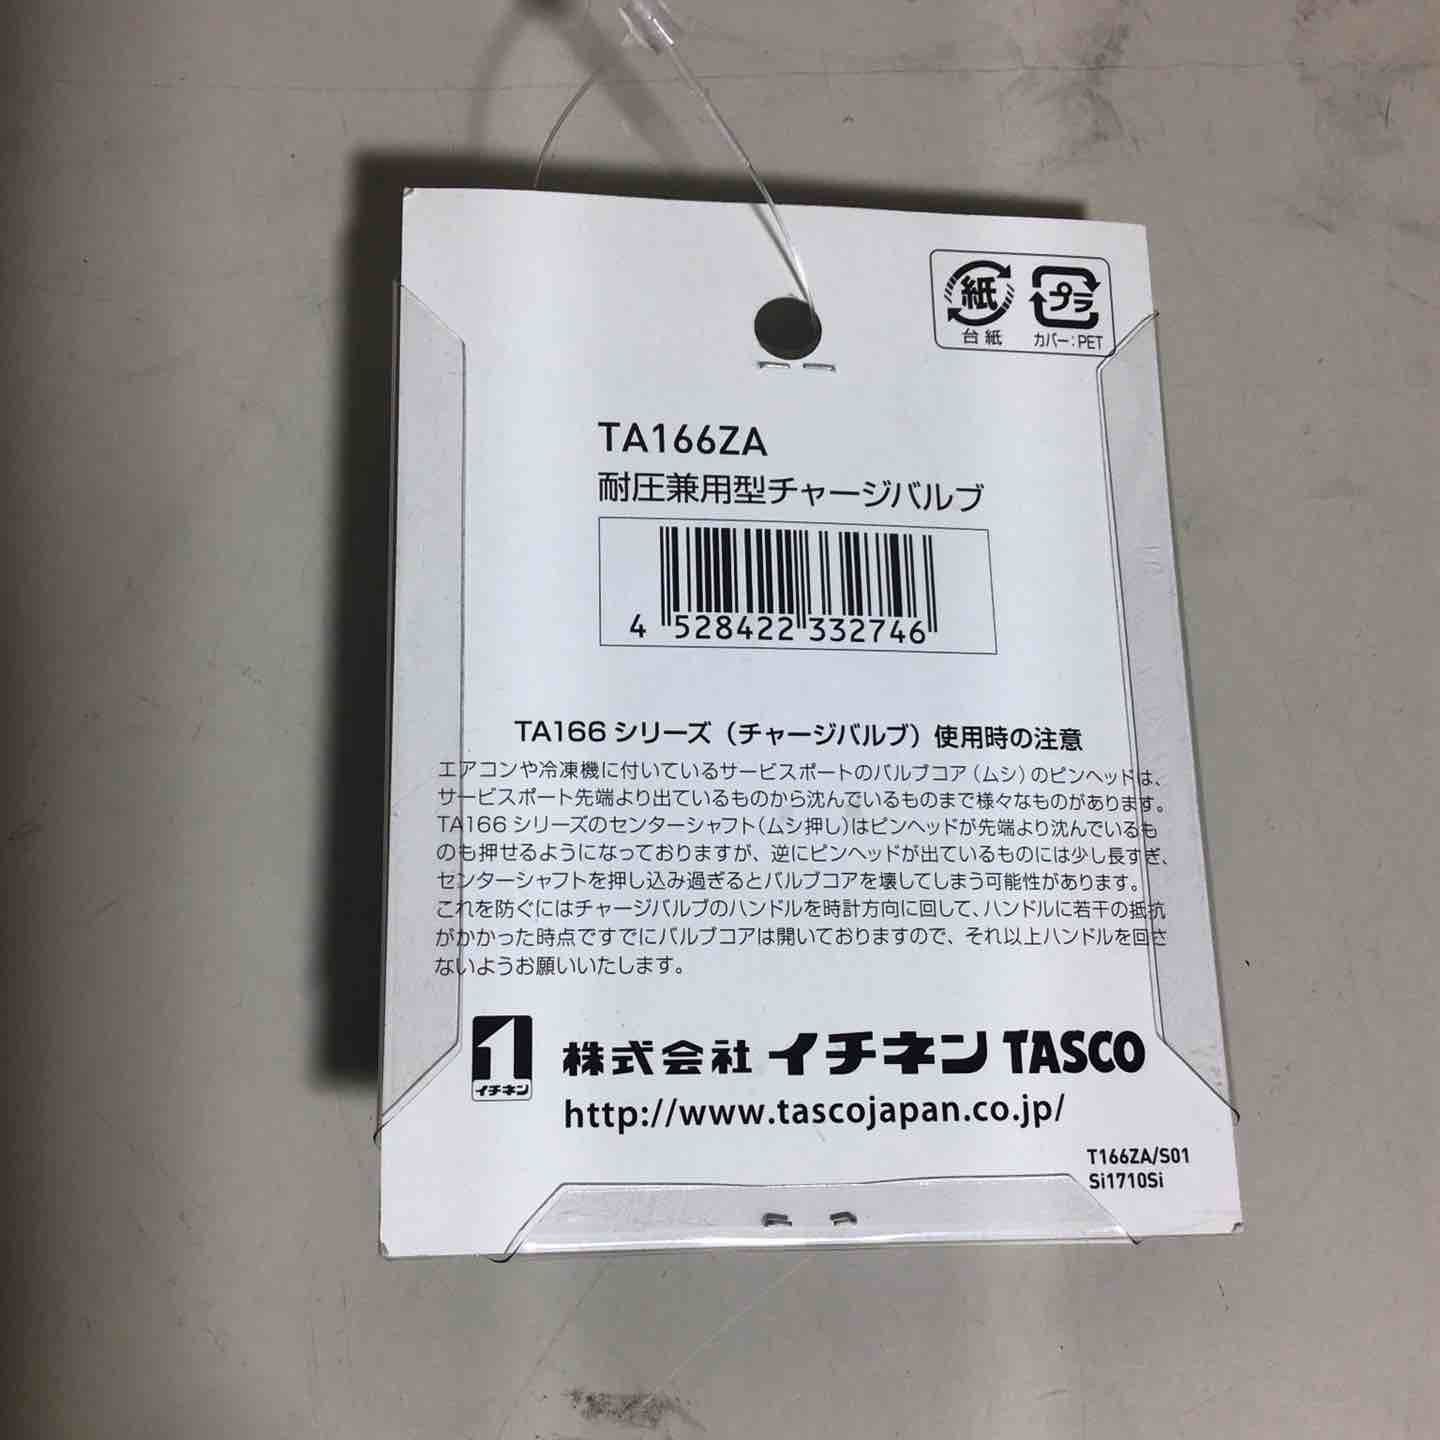 紙
プラ
台紙
カバー:PET
TA166ZA
耐圧兼用型チャージバルブ
4 528422 332746
TA166 シリーズ(チャージバルブ)使用時の注意
エアコンや冷凍機に付いているサービスポートのバルブコア(ムシ)のピンヘッドは、
サービスポート先端より出ているものから沈んでいるものまで様々なものがあります。
TA166 シリーズのセンターシャフト(ムシ押し)はピンヘッドが先端より沈んでいるも
のも押せるようになっておりますが、逆にピンヘッドが出ているものには少し長すぎ、
センターシャフトを押し込み過ぎるとバルブコアを壊してしまう可能性があります。
これを防ぐにはチャージバルブのハンドルを時計方向に回して、ハンドルに若干の抵抗
がかかった時点ですでにバルブコアは開いておりますので、それ以上ハンドルを回さ
ないようお願いいたします。
1
イチネン
株式会社 イチネン TASCO
http://www.tascojapan.co.jp/
T166ZA/S01
Si1710Si